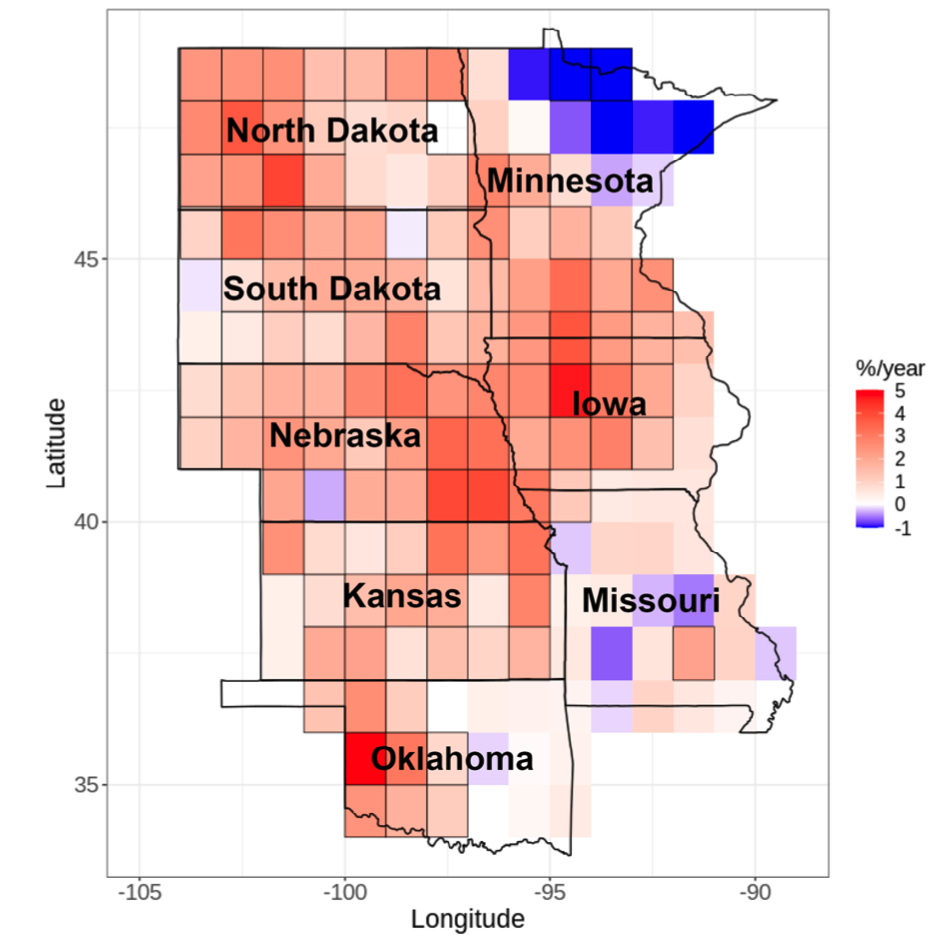 %/year
5
4
3
2
1
0
-1
North Dakota
Minnesota
South Dakota
Iowa
Nebraska
Kansas
Missouri
Oklahoma
45
40
35
Latitude
-105
-100
-95
-90
Longitude